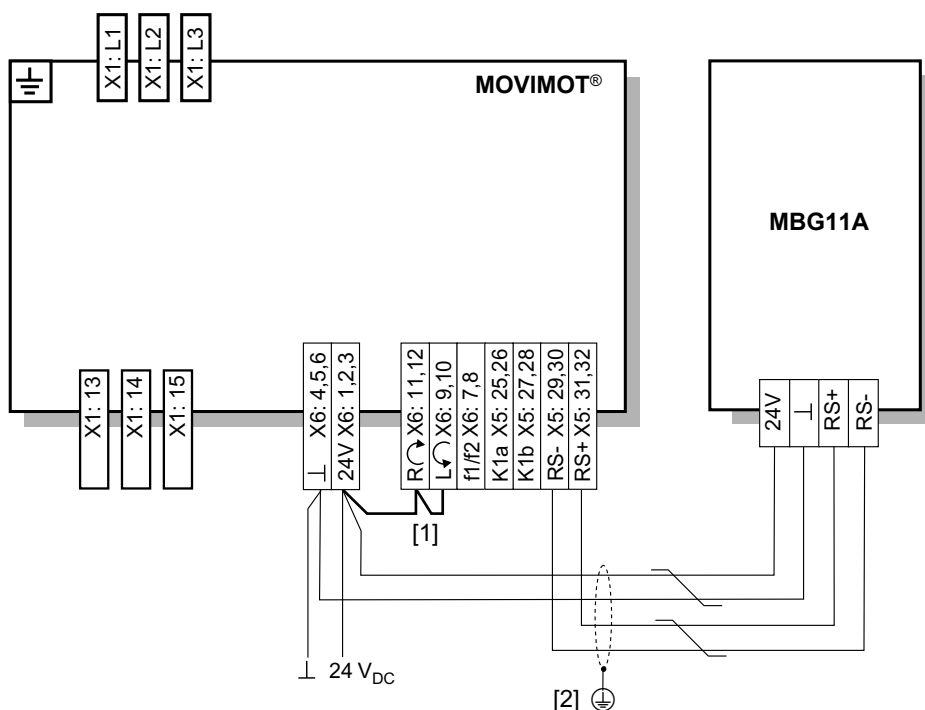 X1: L1
X1: L2
X1: L3
MOVIMOT®
MBG11A
X1: 13
X1: 14
X1: 15
⊥ X6: 4,5,6
24V X6: 1,2,3
R X6: 11,12
L X6: 9,10
f1/f2 X6: 7,8
K1a X5: 25,26
K1b X5: 27,28
RS- X5: 29,30
RS+ X5: 31,32
24V
⊥
RS+
RS-
[1]
⊥ 24 VDC
[2]